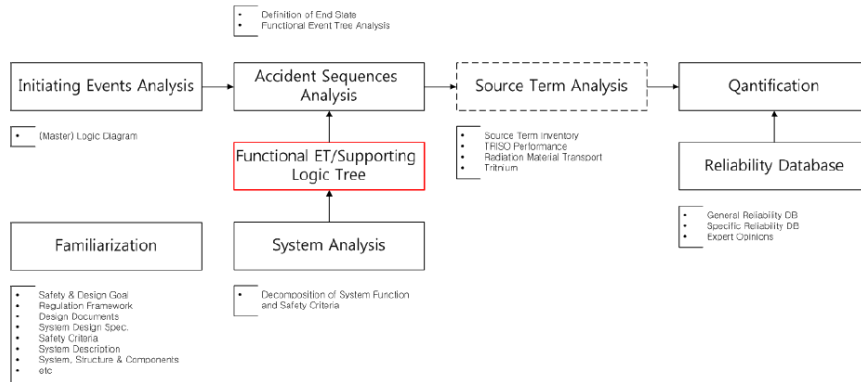 • Definition of End State
• Functional Event Tree Analysis
Initiating Events Analysis
Accident Sequences
Analysis
Source Term Analysis
Qantification
• (Master) Logic Diagram
Functional ET/Supporting
Logic Tree
• Source Term Inventory
• TRISO Performance
• Radiation Material Transport
• Tritnium
Reliability Database
Familiarization
System Analysis
• General Reliability DB
• Specific Reliability DB
• Expert Opinions
• Safety & Design Goal
• Regulation Framework
• Design Documents
• System Design Spec.
• Safety Criteria
• System Description
• System, Structure & Components
• etc
• Decomposition of System Function
and Safety Criteria